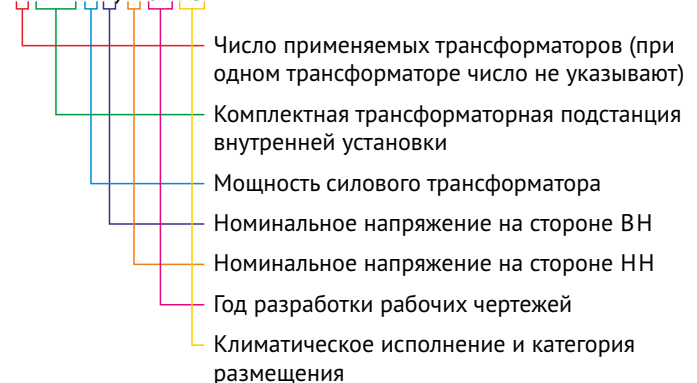 Число применяемых трансформаторов (при
одном трансформаторе число не указывают)
Комплектная трансформаторная подстанция
внутренней установки
Мощность силового трансформатора
Номинальное напряжение на стороне ВН
Номинальное напряжение на стороне НН
Год разработки рабочих чертежей
Климатическое исполнение и категория
размещения